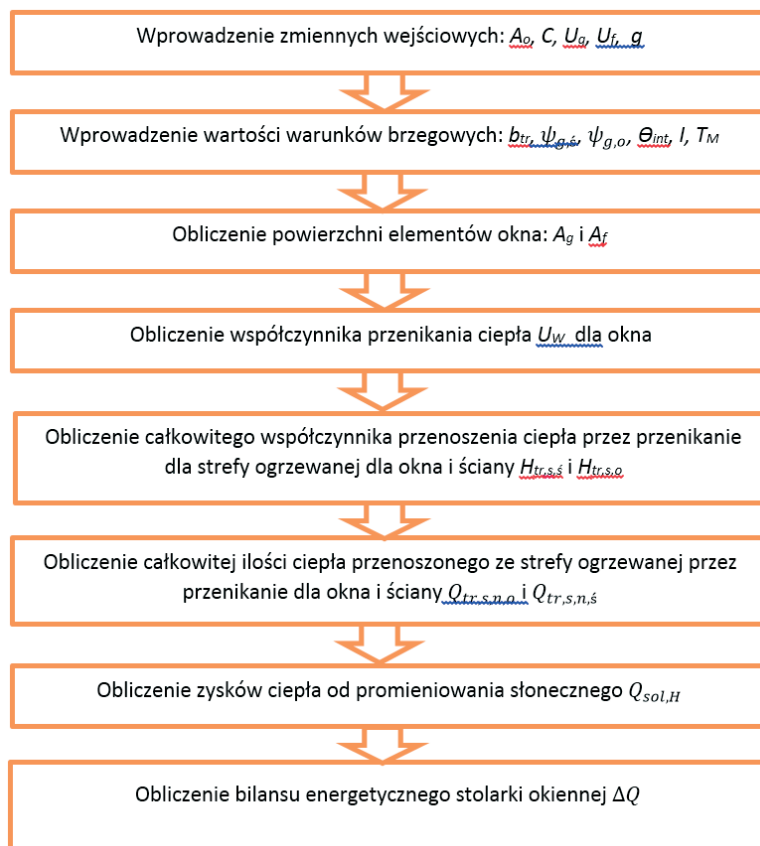 Wprowadzenie zmiennych wejściowych: Aₒ, C, U_g, U_f, g
Wprowadzenie wartości warunków brzegowych: b_tr, ψ_g,ś, ψ_g,o, ϴ_int, I, T_M
Obliczenie powierzchni elementów okna: A_g i A_f
Obliczenie współczynnika przenikania ciepła U_W dla okna
Obliczenie całkowitego współczynnika przenoszenia ciepła przez przenikanie
dla strefy ogrzewanej dla okna i ściany H_tr,s,ś i H_tr,s,o
Obliczenie całkowitej ilości ciepła przenoszonego ze strefy ogrzewanej przez
przenikanie dla okna i ściany Q_tr,s,n,o i Q_tr,s,n,ś
Obliczenie zysków ciepła od promieniowania słonecznego Q_sol,H
Obliczenie bilansu energetycznego stolarki okiennej ΔQ